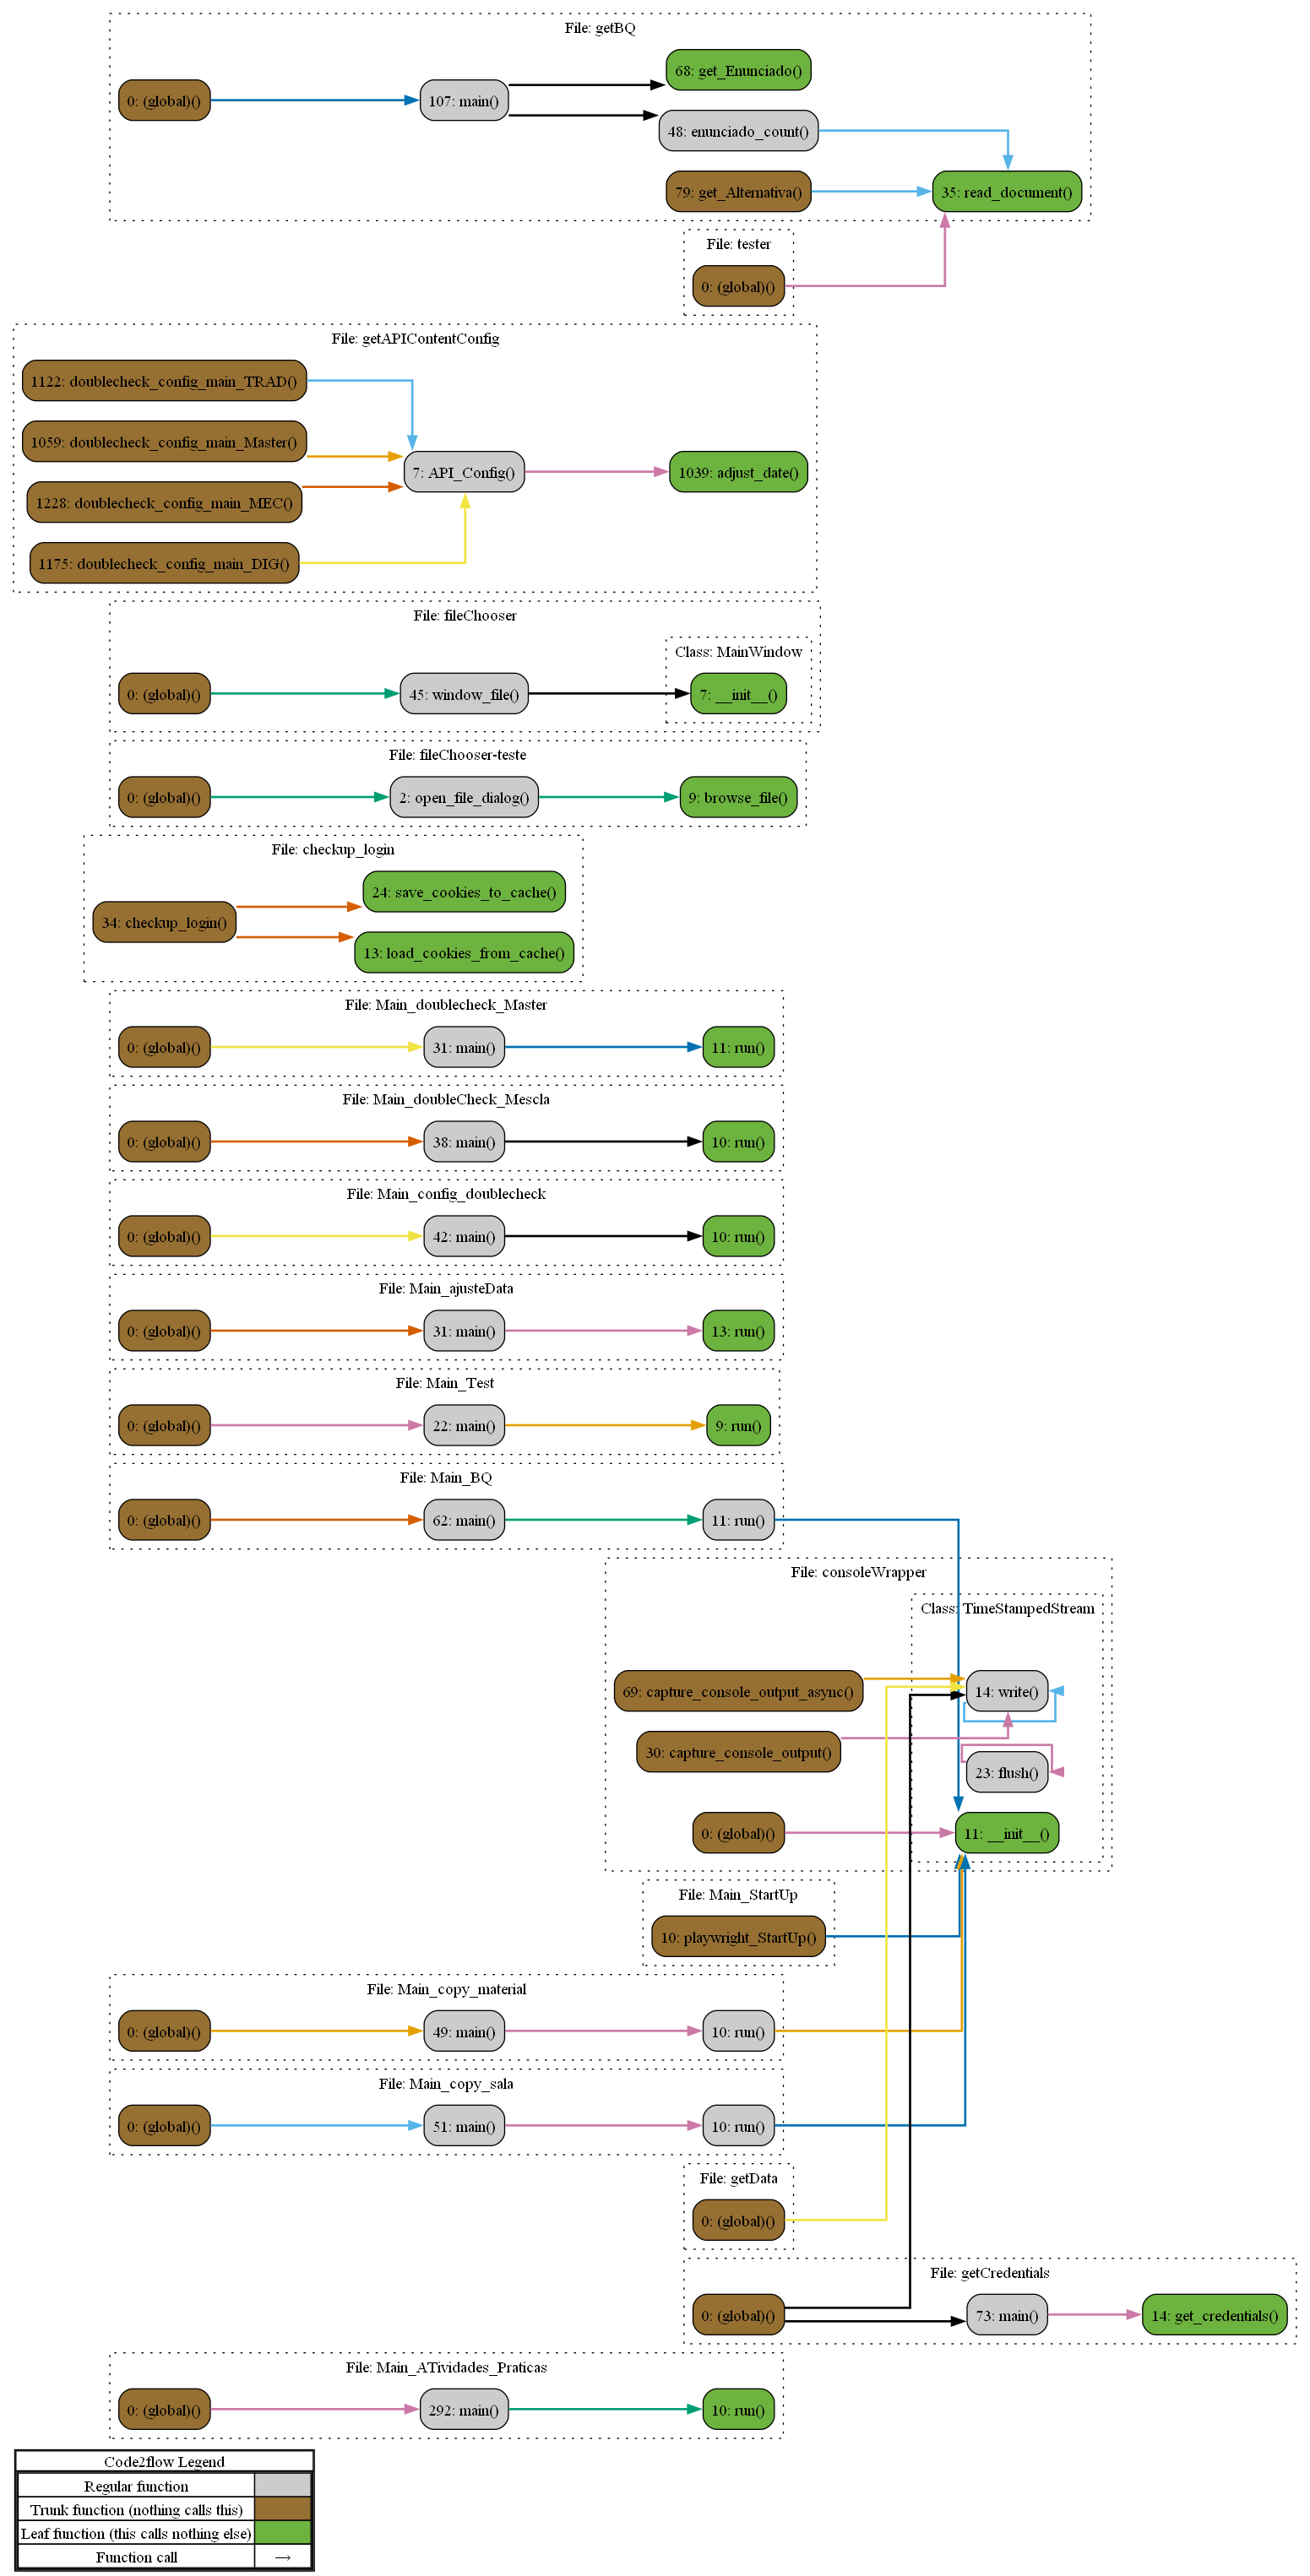 File: getBQ
68: get_Enunciado()
0: (global)()
107: main()
48: enunciado_count()
79: get_Alternativa()
35: read_document()
File: tester
0: (global)()
File: getAPIContentConfig
1122: doublecheck_config_main_TRAD()
1059: doublecheck_config_main_Master()
7: API_Config()
1039: adjust_date()
1228: doublecheck_config_main_MEC()
1175: doublecheck_config_main_DIG()
File: fileChooser
Class: MainWindow
0: (global)()
45: window_file()
7: __init__()
File: fileChooser-teste
0: (global)()
2: open_file_dialog()
9: browse_file()
File: checkup_login
24: save_cookies_to_cache()
34: checkup_login()
13: load_cookies_from_cache()
File: Main_doublecheck_Master
0: (global)()
31: main()
11: run()
File: Main_doubleCheck_Mescla
0: (global)()
38: main()
10: run()
File: Main_config_doublecheck
0: (global)()
42: main()
10: run()
File: Main_ajusteData
0: (global)()
31: main()
13: run()
File: Main_Test
0: (global)()
22: main()
9: run()
File: Main_BQ
0: (global)()
62: main()
11: run()
File: consoleWrapper
Class: TimeStampedStream
69: capture_console_output_async()
14: write()
30: capture_console_output()
23: flush()
0: (global)()
11: __init__()
File: Main_StartUp
10: playwright_StartUp()
File: Main_copy_material
0: (global)()
49: main()
10: run()
File: Main_copy_sala
0: (global)()
51: main()
10: run()
File: getData
0: (global)()
File: getCredentials
0: (global)()
73: main()
14: get_credentials()
File: Main_ATividades_Praticas
0: (global)()
292: main()
10: run()
Code2flow Legend
Regular function
Trunk function (nothing calls this)
Leaf function (this calls nothing else)
Function call →